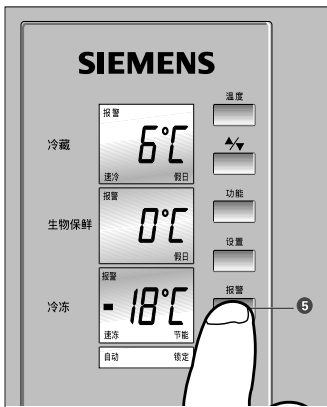 SIEMENS
温度
报警
冷藏
6°C
速冷 假日
功能
报警
生物保鲜
0°C
假日
设置
报警
报警
冷冻
-18°C
速冻 节能
自动 锁定
5